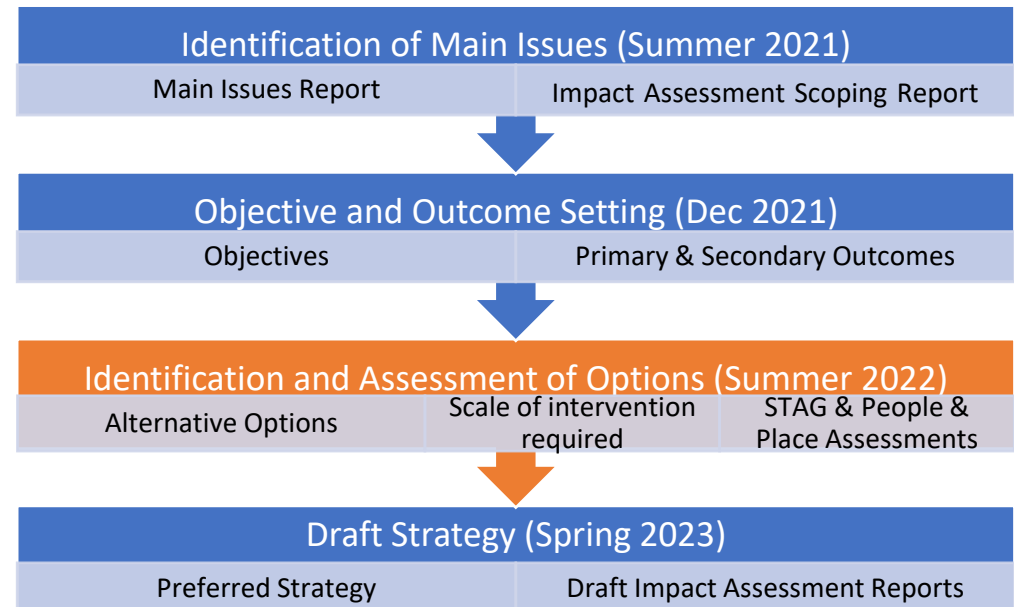 Identification of Main Issues (Summer 2021)
Main Issues Report
Impact Assessment Scoping Report
Objective and Outcome Setting (Dec 2021)
Objectives
Primary & Secondary Outcomes
Identification and Assessment of Options (Summer 2022)
Alternative Options
Scale of intervention
required
STAG & People &
Place Assessments
Draft Strategy (Spring 2023)
Preferred Strategy
Draft Impact Assessment Reports